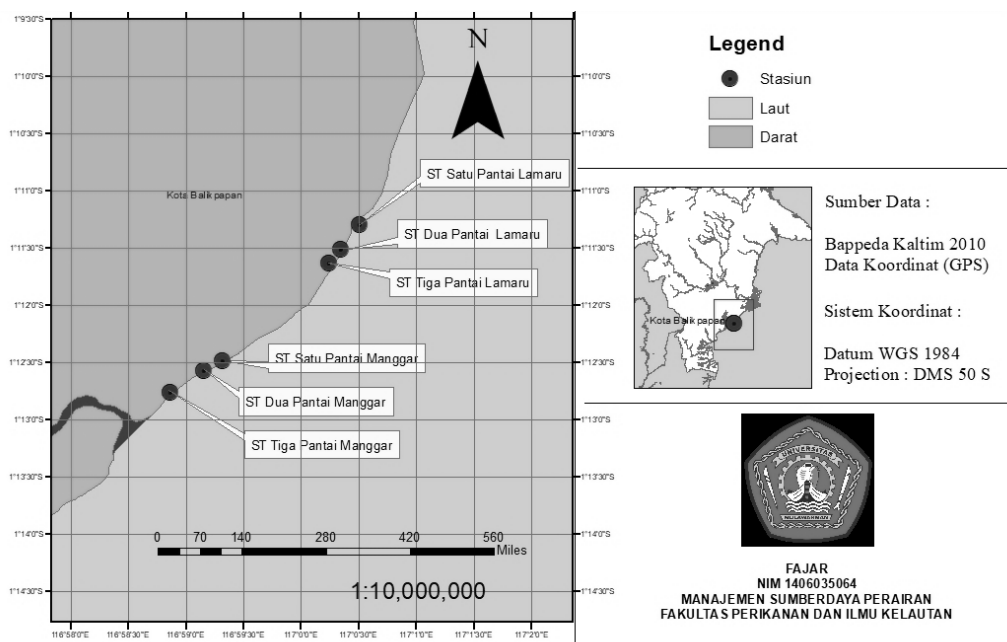 1°9'30"S
1°10'0"S
1°10'30"S
1°11'0"S
1°11'30"S
1°12'0"S
1°12'30"S
1°13'0"S
1°13'30"S
1°14'0"S
1°14'30"S
N
Kota Balikpapan
ST Satu Pantai Lamaru
ST Dua Pantai Lamaru
ST Tiga Pantai Lamaru
ST Satu Pantai Manggar
ST Dua Pantai Manggar
ST Tiga Pantai Manggar
0 70 140 280 420 560
Miles
1:10,000,000
116°58'0"E 116°58'30"E 116°59'0"E 116°59'30"E 117°0'0"E 117°0'30"E 117°1'0"E 117°1'30"E 117°2'0"E
Legend
Stasiun
Laut
Darat
Kota Balikpapan
Sumber Data :
Bappeda Kaltim 2010
Data Koordinat (GPS)
Sistem Koordinat :
Datum WGS 1984
Projection : DMS 50 S
UNIVERSITAS
MULAWARMAN
FAJAR
NIM 1406035064
MANAJEMEN SUMBERDAYA PERAIRAN
FAKULTAS PERIKANAN DAN ILMU KELAUTAN